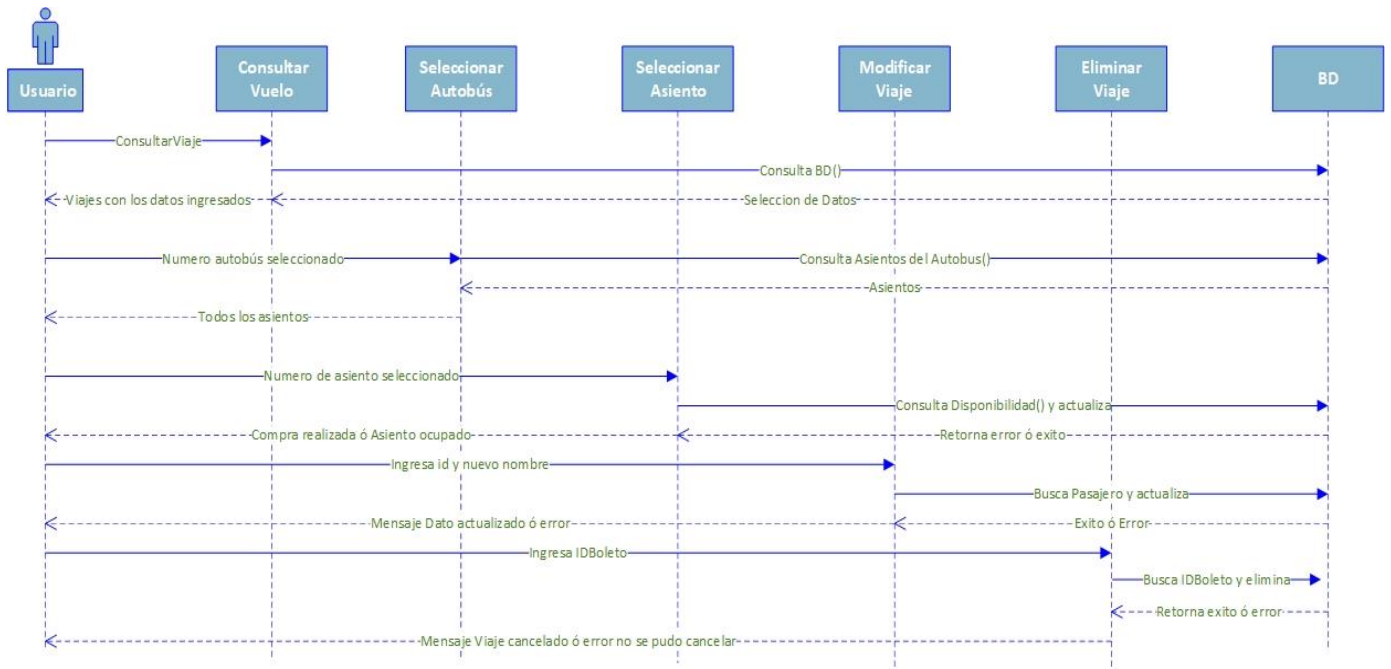 Usuario
Consultar
Vuelo
Seleccionar
Autobús
Seleccionar
Asiento
Modificar
Viaje
Eliminar
Viaje
BD
ConsultarViaje
Consulta BD()
Viajes con los datos ingresados
Seleccion de Datos
Numero autobús seleccionado
Consulta Asientos del Autobus()
Asientos
Todos los asientos
Numero de asiento seleccionado
Consulta Disponibilidad() y actualiza
Compra realizada ó Asiento ocupado
Retorna error ó exito
Ingresa id y nuevo nombre
Busca Pasajero y actualiza
Mensaje Dato actualizado ó error
Exito ó Error
Ingresa IDBoleto
Busca IDBoleto y elimina
Retorna exito ó error
Mensaje Viaje cancelado ó error no se pudo cancelar